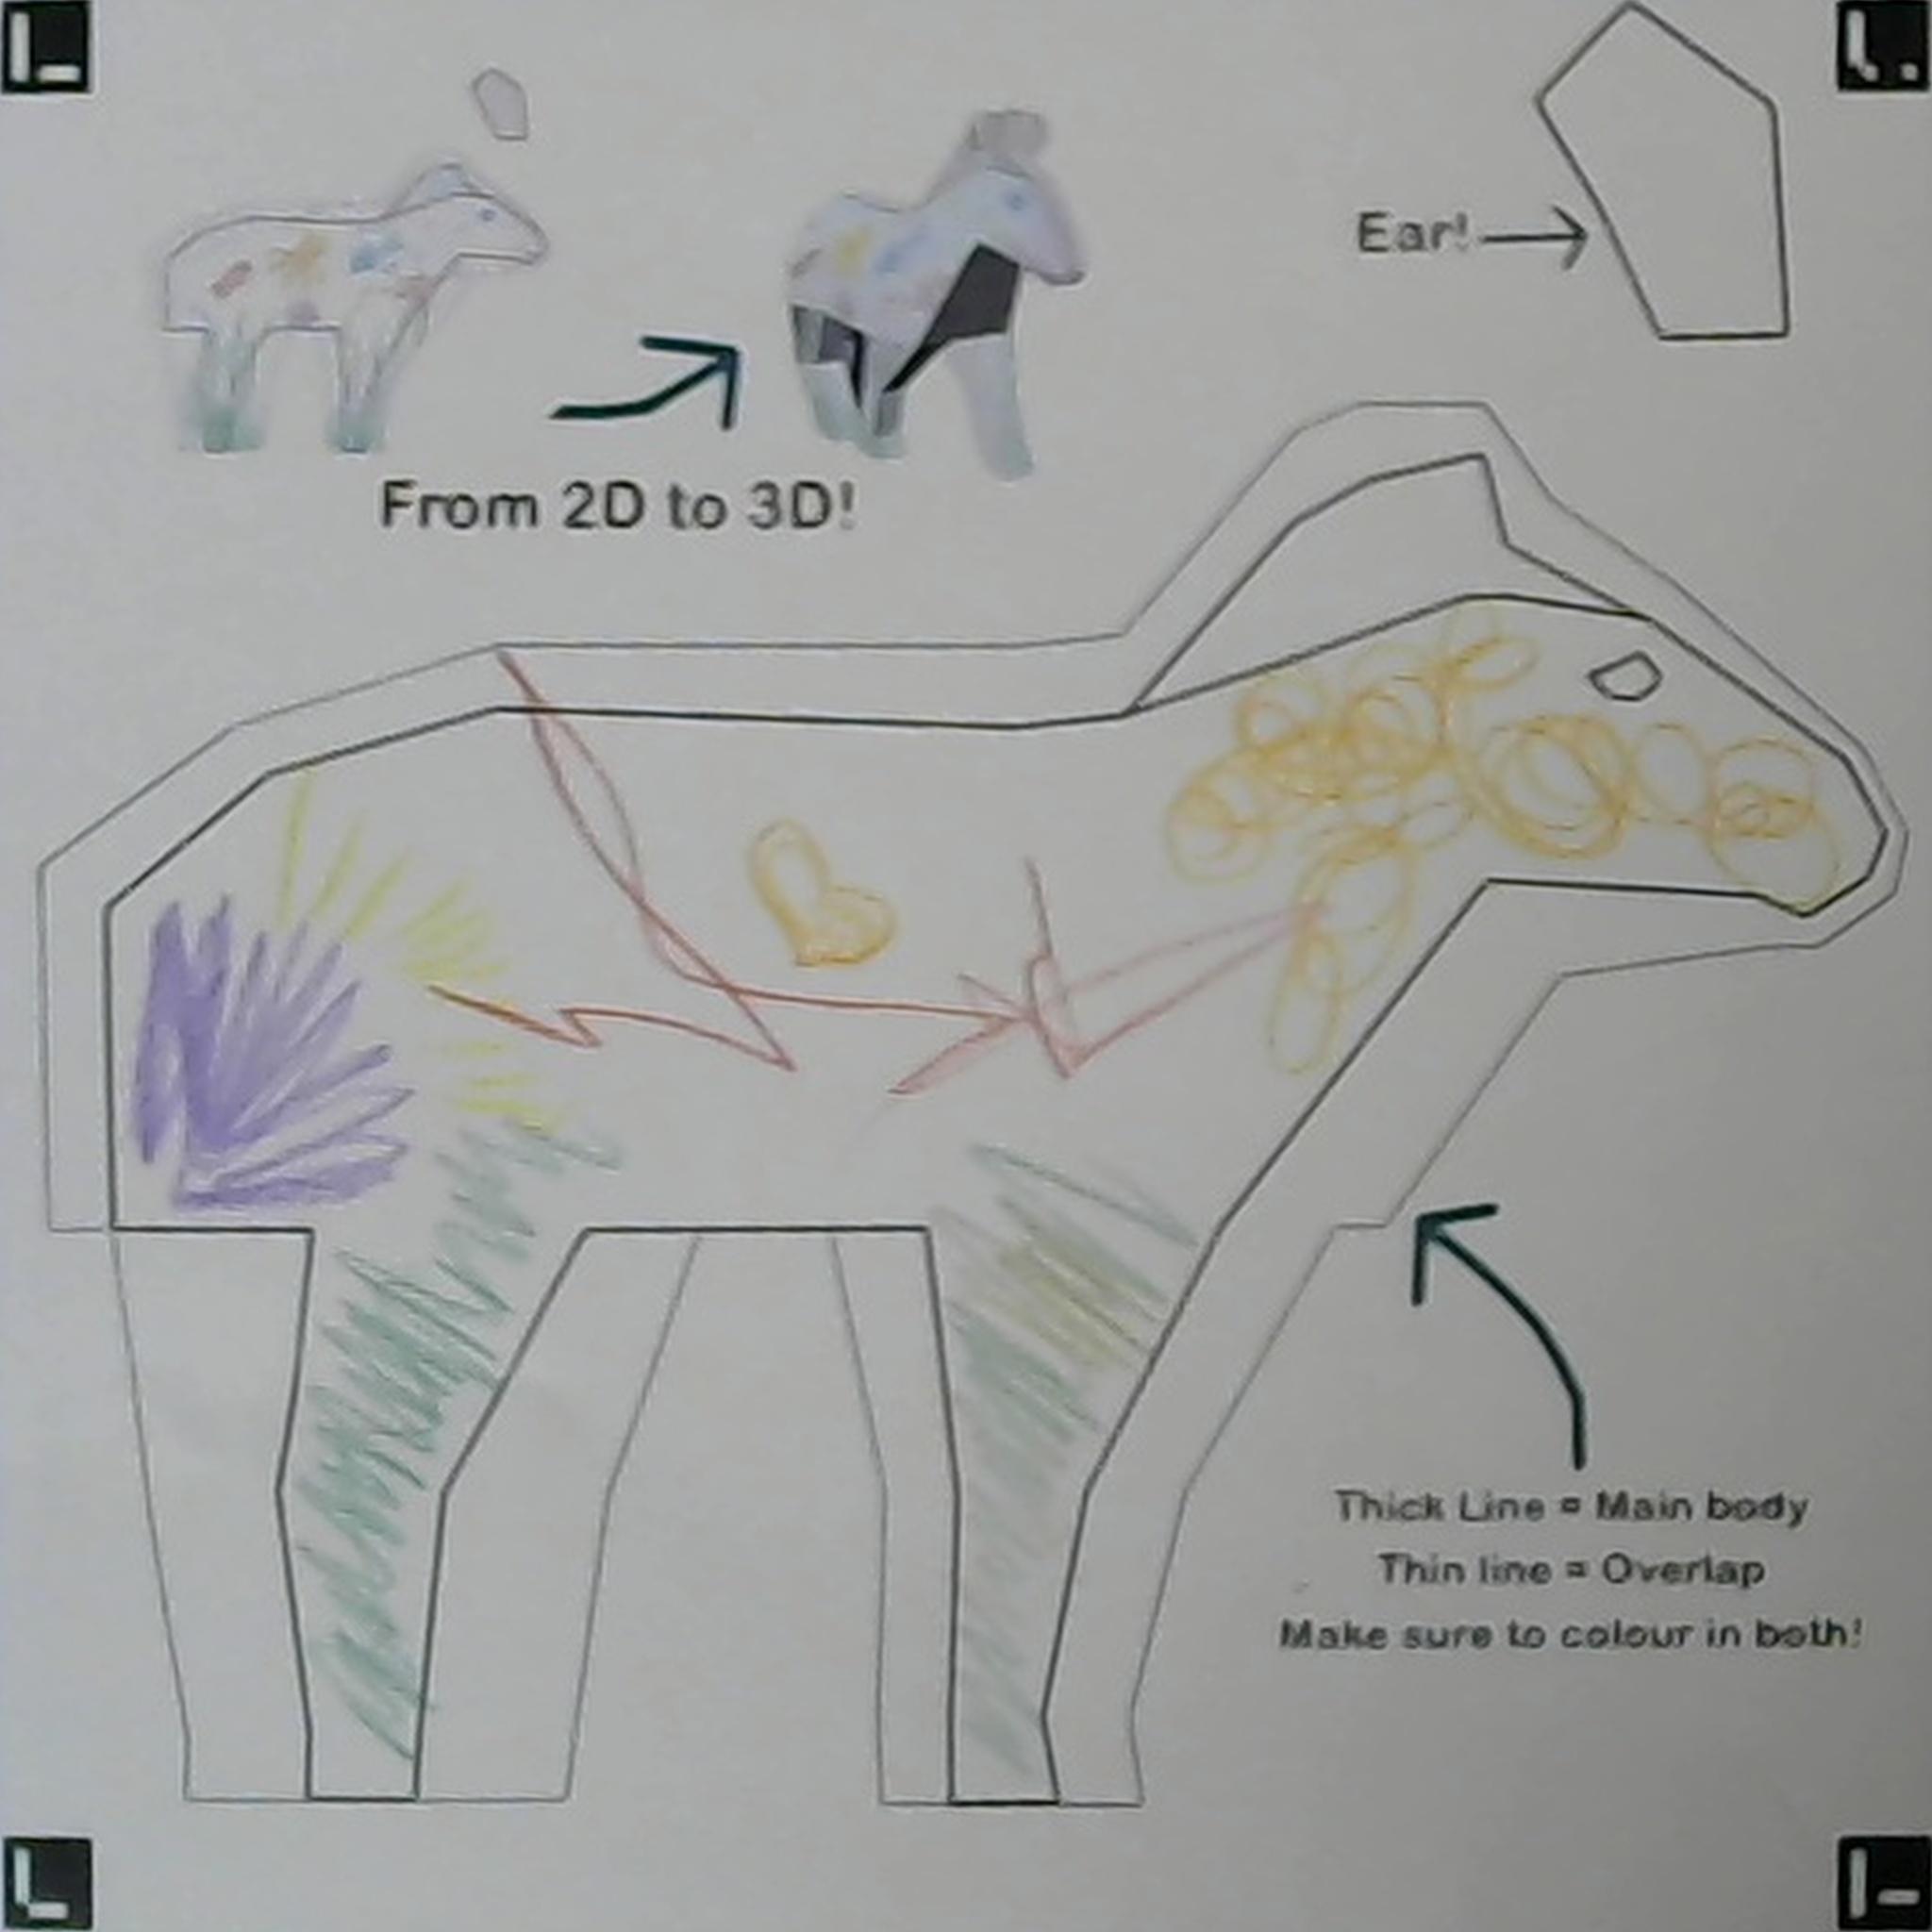 Ear!
From 2D to 3D!
Thick Line = Main body
Thin line = Overlap
Make sure to colour in both!